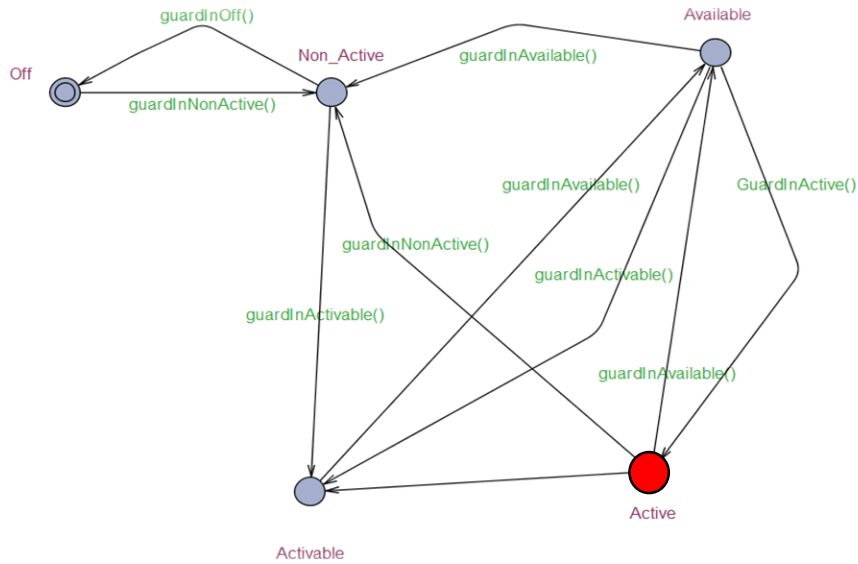 guardInOff()
Available
Non_Active
guardInAvailable()
Off
guardInNonActive()
guardInAvailable()
GuardInActive()
guardInNonActive()
guardInActivable()
guardInActivable()
guardInAvailable()
Active
Activable